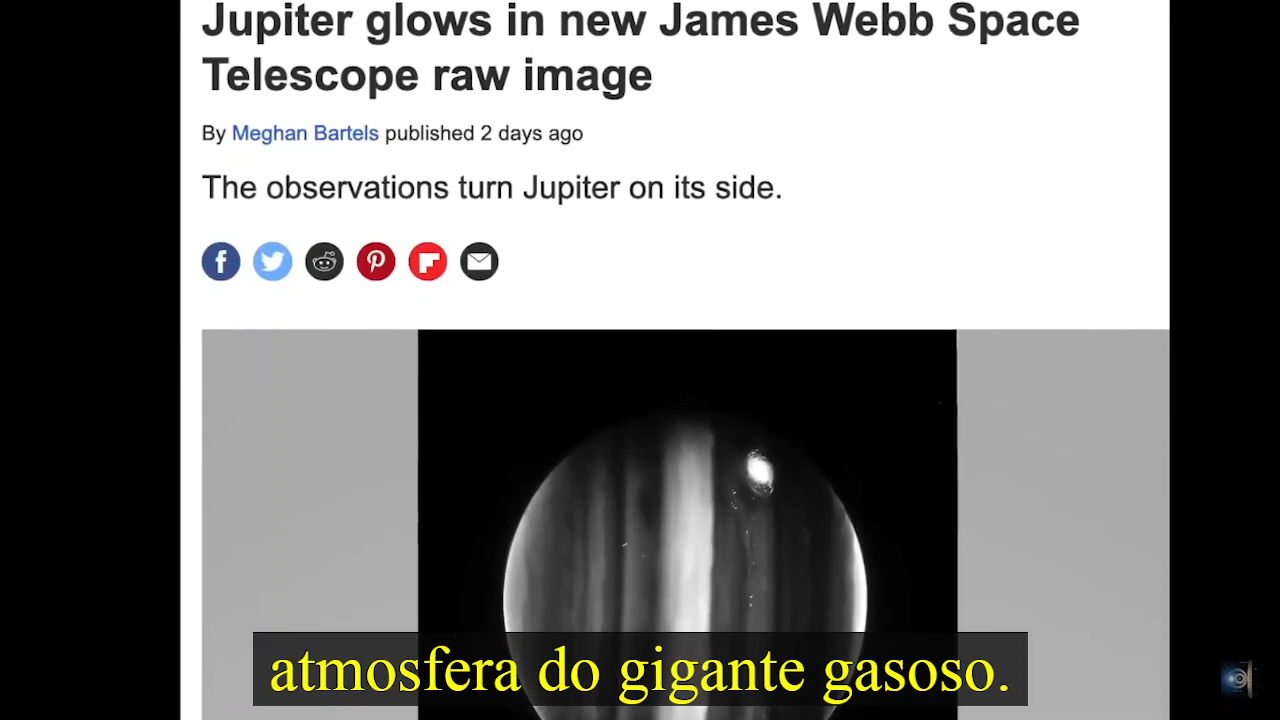 Jupiter glows in new James Webb Space
Telescope raw image
By Meghan Bartels published 2 days ago
The observations turn Jupiter on its side.
atmosfera do gigante gasoso.